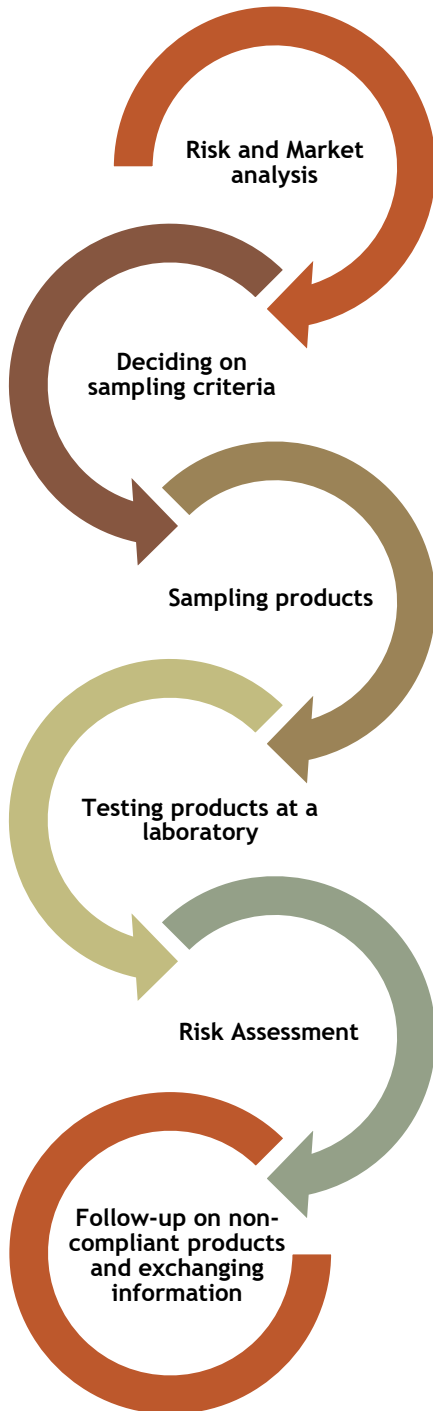 Risk and Market
analysis
Deciding on
sampling criteria
Sampling products
Testing products at a
laboratory
Risk Assessment
Follow-up on non-
compliant products
and exchanging
information